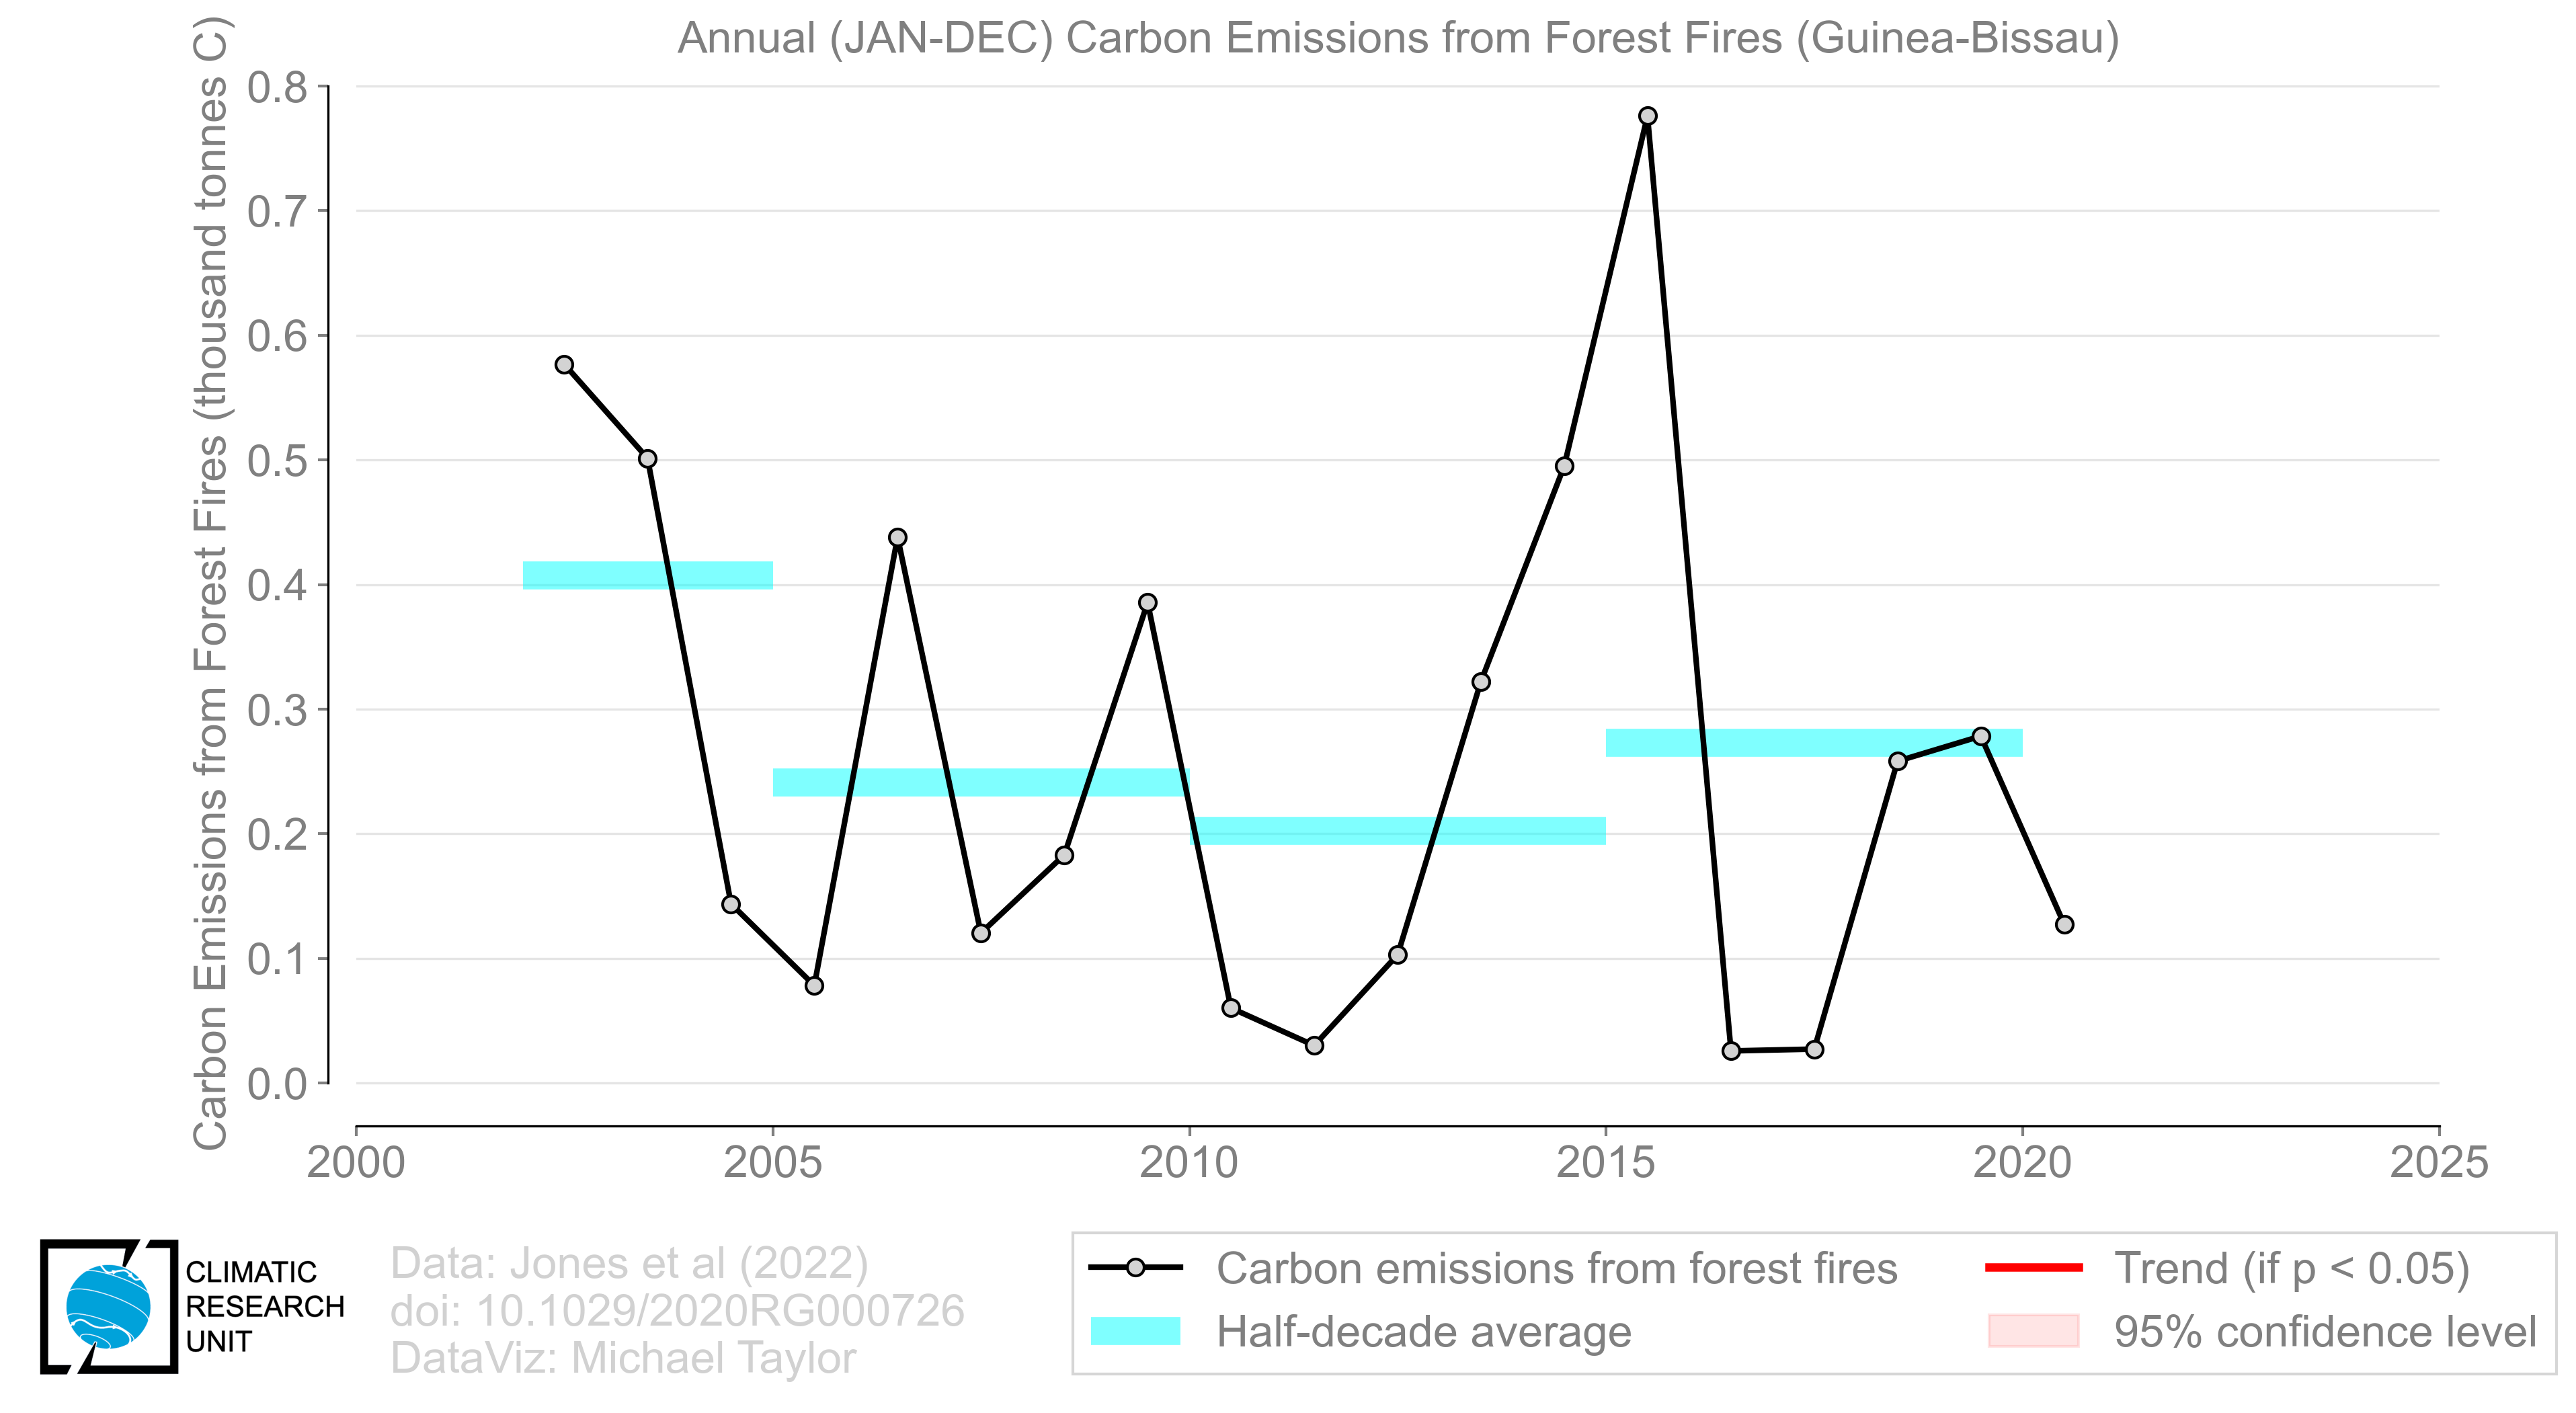 Annual (JAN-DEC) Carbon Emissions from Forest Fires (Guinea-Bissau)
Carbon Emissions from Forest Fires (thousand tonnes C)
0.8
0.7
0.6
0.5
0.4
0.3
0.2
0.1
0.0
2000 2005 2010 2015 2020 2025
CLIMATIC
RESEARCH
UNIT
Data: Jones et al (2022)
doi: 10.1029/2020RG000726
DataViz: Michael Taylor
Carbon emissions from forest fires
Half-decade average
Trend (if p < 0.05)
95% confidence level